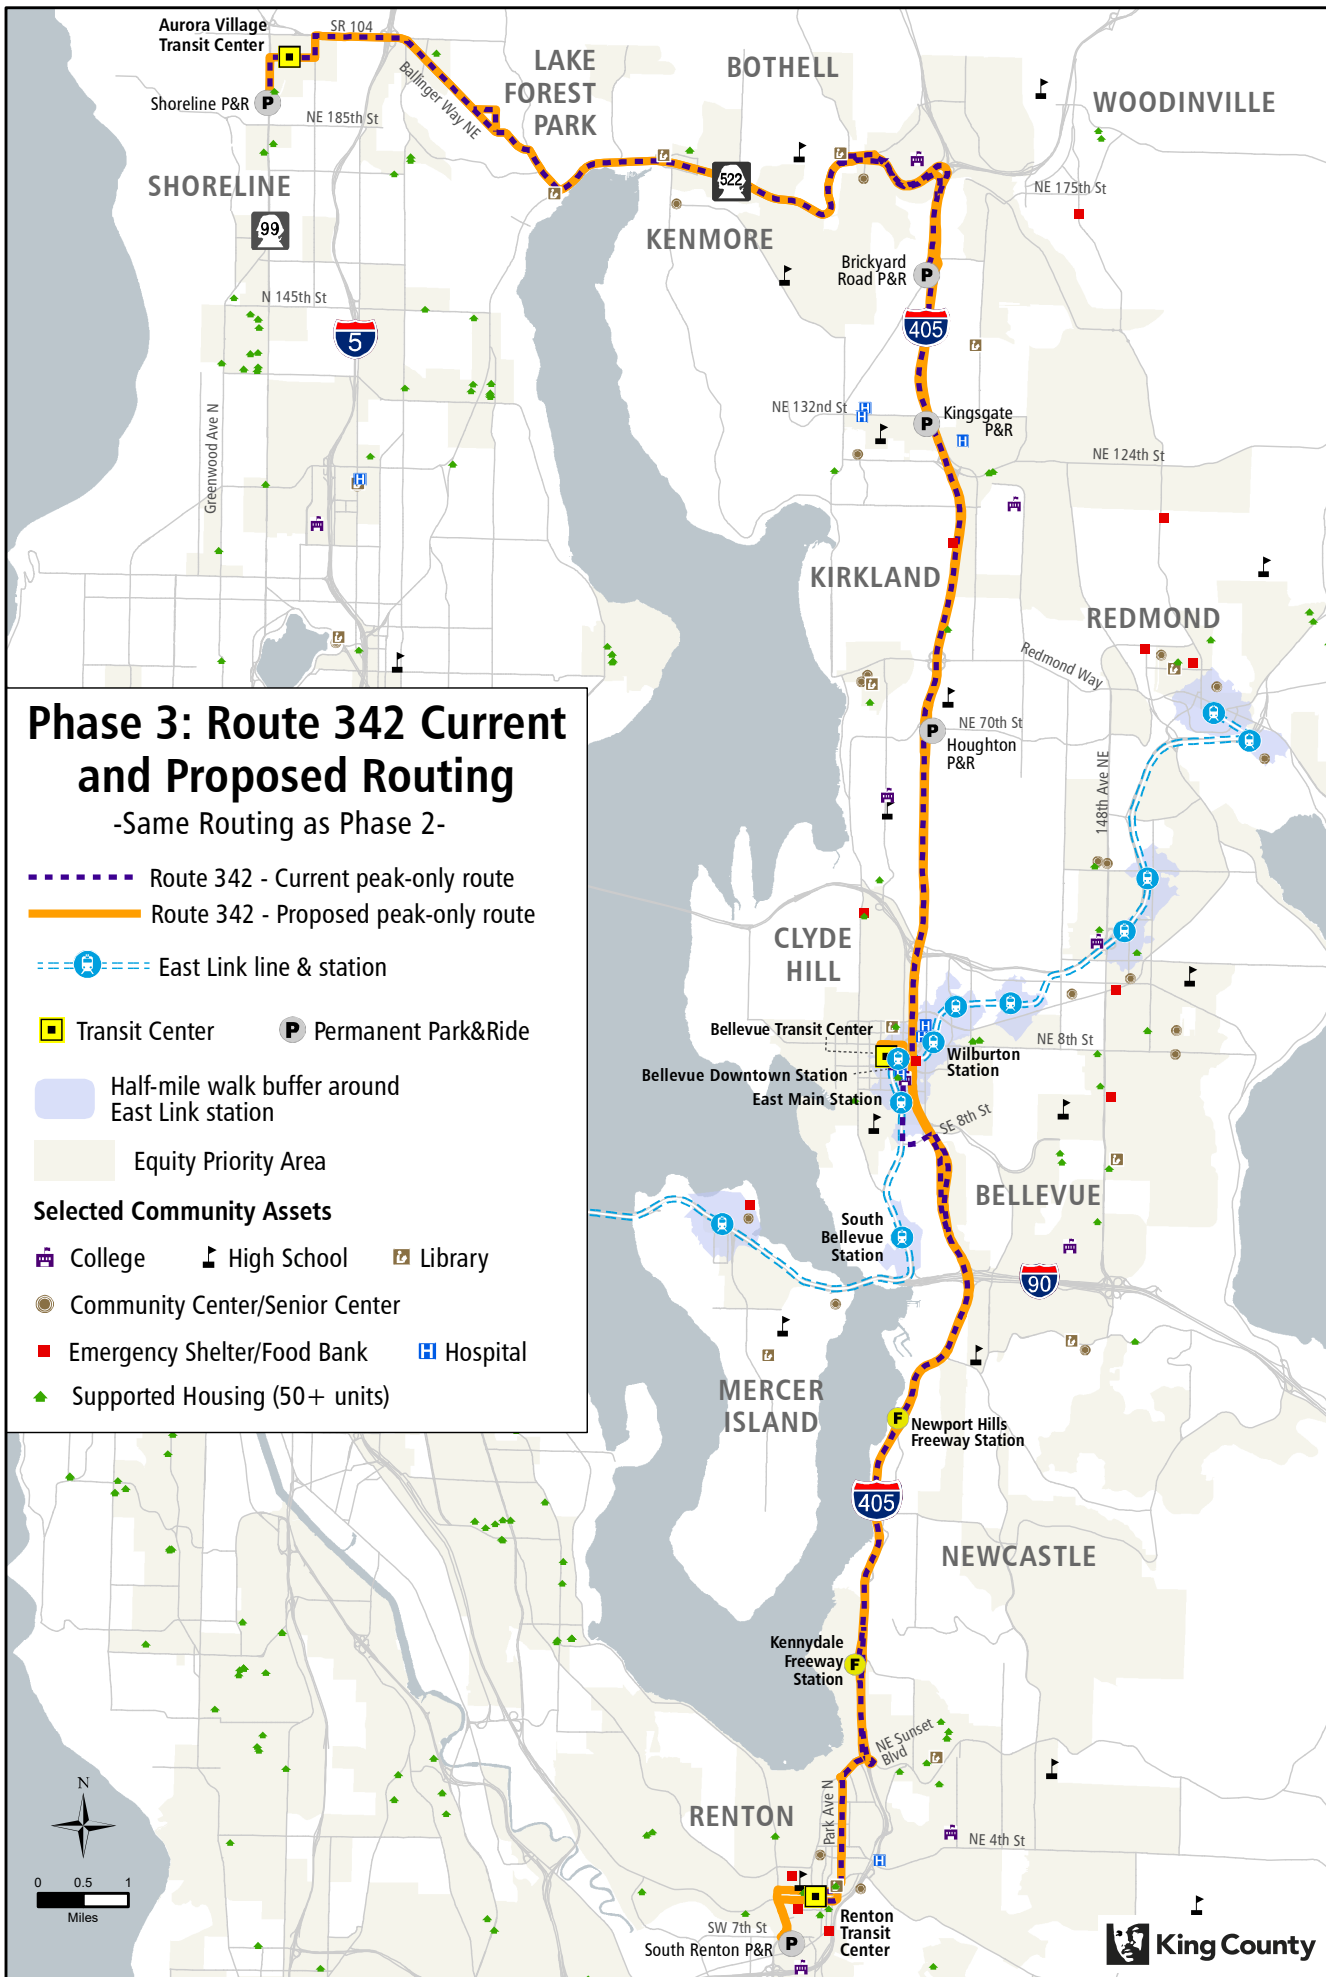 Aurora Village
Transit Center
SR 104
Shoreline P&R
P
NE 185th St
Ballinger Way NE
LAKE
FOREST
PARK
BOTHELL
WOODINVILLE
SHORELINE
99
522
NE 175th St
KENMORE
Brickyard
Road P&R
P
N 145th St
5
405
NE 132nd St
H
H
Kingsgate
P&R
P
H
NE 124th St
Greenwood Ave N
H
KIRKLAND
REDMOND
Redmond Way
NE 70th St
P
Houghton
P&R
148th Ave NE
Phase 3: Route 342 Current
and Proposed Routing
-Same Routing as Phase 2-
Route 342 - Current peak-only route
Route 342 - Proposed peak-only route
East Link line & station
Transit Center
P Permanent Park&Ride
Half-mile walk buffer around
East Link station
Equity Priority Area
Selected Community Assets
College
High School
Library
Community Center/Senior Center
Emergency Shelter/Food Bank
H Hospital
Supported Housing (50+ units)
CLYDE
HILL
Bellevue Transit Center
H
Bellevue Downtown Station
Wilburton
Station
NE 8th St
East Main Station
SE 8th St
BELLEVUE
South
Bellevue
Station
90
MERCER
ISLAND
F
Newport Hills
Freeway Station
405
NEWCASTLE
Kennydale
Freeway
Station
F
NE Sunset
Blvd
RENTON
Park Ave N
NE 4th St
H
SW 7th St
South Renton P&R
P
Renton
Transit
Center
N
0 0.5 1
Miles
King County